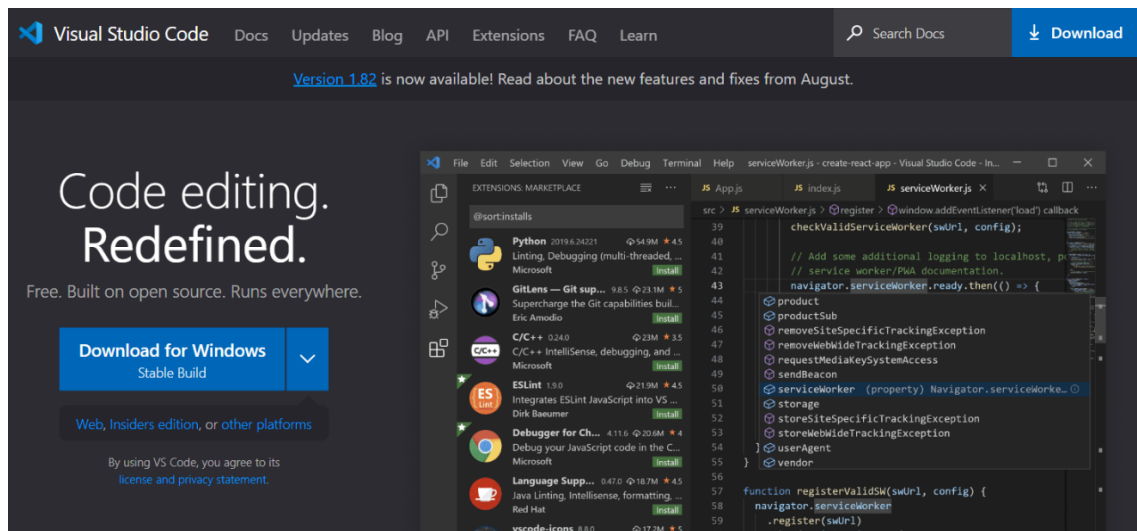 Visual Studio Code Docs Updates Blog API Extensions FAQ Learn Search Docs Download
Version 1.82 is now available! Read about the new features and fixes from August.
Code editing.
Redefined.
Free. Built on open source. Runs everywhere.
Download for Windows
Stable Build
Web, Insiders edition, or other platforms
By using VS Code, you agree to its
license and privacy statement.
File Edit Selection View Go Debug Terminal Help serviceWorker.js - create-react-app - Visual Studio Code - In...
EXTENSIONS: MARKETPLACE
@sort:installs
Python 2019.6.24221 54.9M ★ 4.5
Linting, Debugging (multi-threaded, ...
Microsoft Install
GitLens — Git sup... 9.8.5 23.1M ★ 5
Supercharge the Git capabilities buil...
Eric Amodio Install
C/C++ 0.24.0 23M ★ 3.5
C/C++ IntelliSense, debugging, and ...
Microsoft Install
ESLint 1.9.0 21.9M ★ 4.5
Integrates ESLint JavaScript into VS ...
Dirk Baeumer Install
Debugger for Ch... 4.11.6 20.6M ★ 4
Debug your JavaScript code in the C...
Microsoft Install
Language Supp... 0.47.0 18.7M ★ 4.5
Java Linting, Intellisense, formatting, ...
Red Hat Install
vscode-icons 8.8.0 17.2M ★ 5
JS App.js JS index.js JS serviceWorker.js
src > JS serviceWorker.js > register > window.addEventListener('load') callback
39 checkValidServiceWorker(swUrl, config);
40
41 // Add some additional logging to localhost, p
42 // service worker/PWA documentation.
43 navigator.serviceWorker.ready.then(() => {
44 product
45 productSub
46 removeSiteSpecificTrackingException
47 removeWebWideTrackingException
48 requestMediaKeySystemAccess
49 sendBeacon
50 serviceWorker (property) Navigator.serviceWorke...
51 storage
52 storeSiteSpecificTrackingException
53 storeWebWideTrackingException
54 } userAgent
55 } vendor
56
57 function registerValidSW(swUrl, config) {
58 navigator.serviceWorker
59 .register(swUrl)